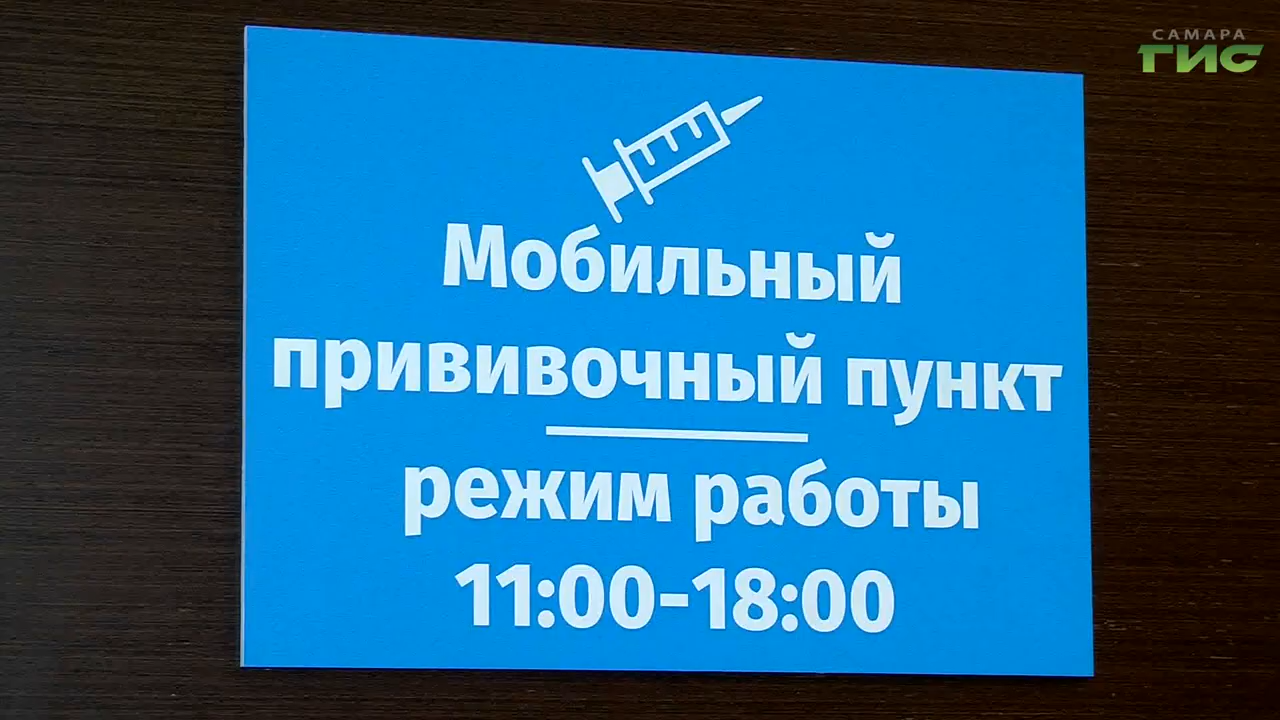 САМАРА
ГИС
Мобильный
прививочный пункт
режим работы
11:00-18:00